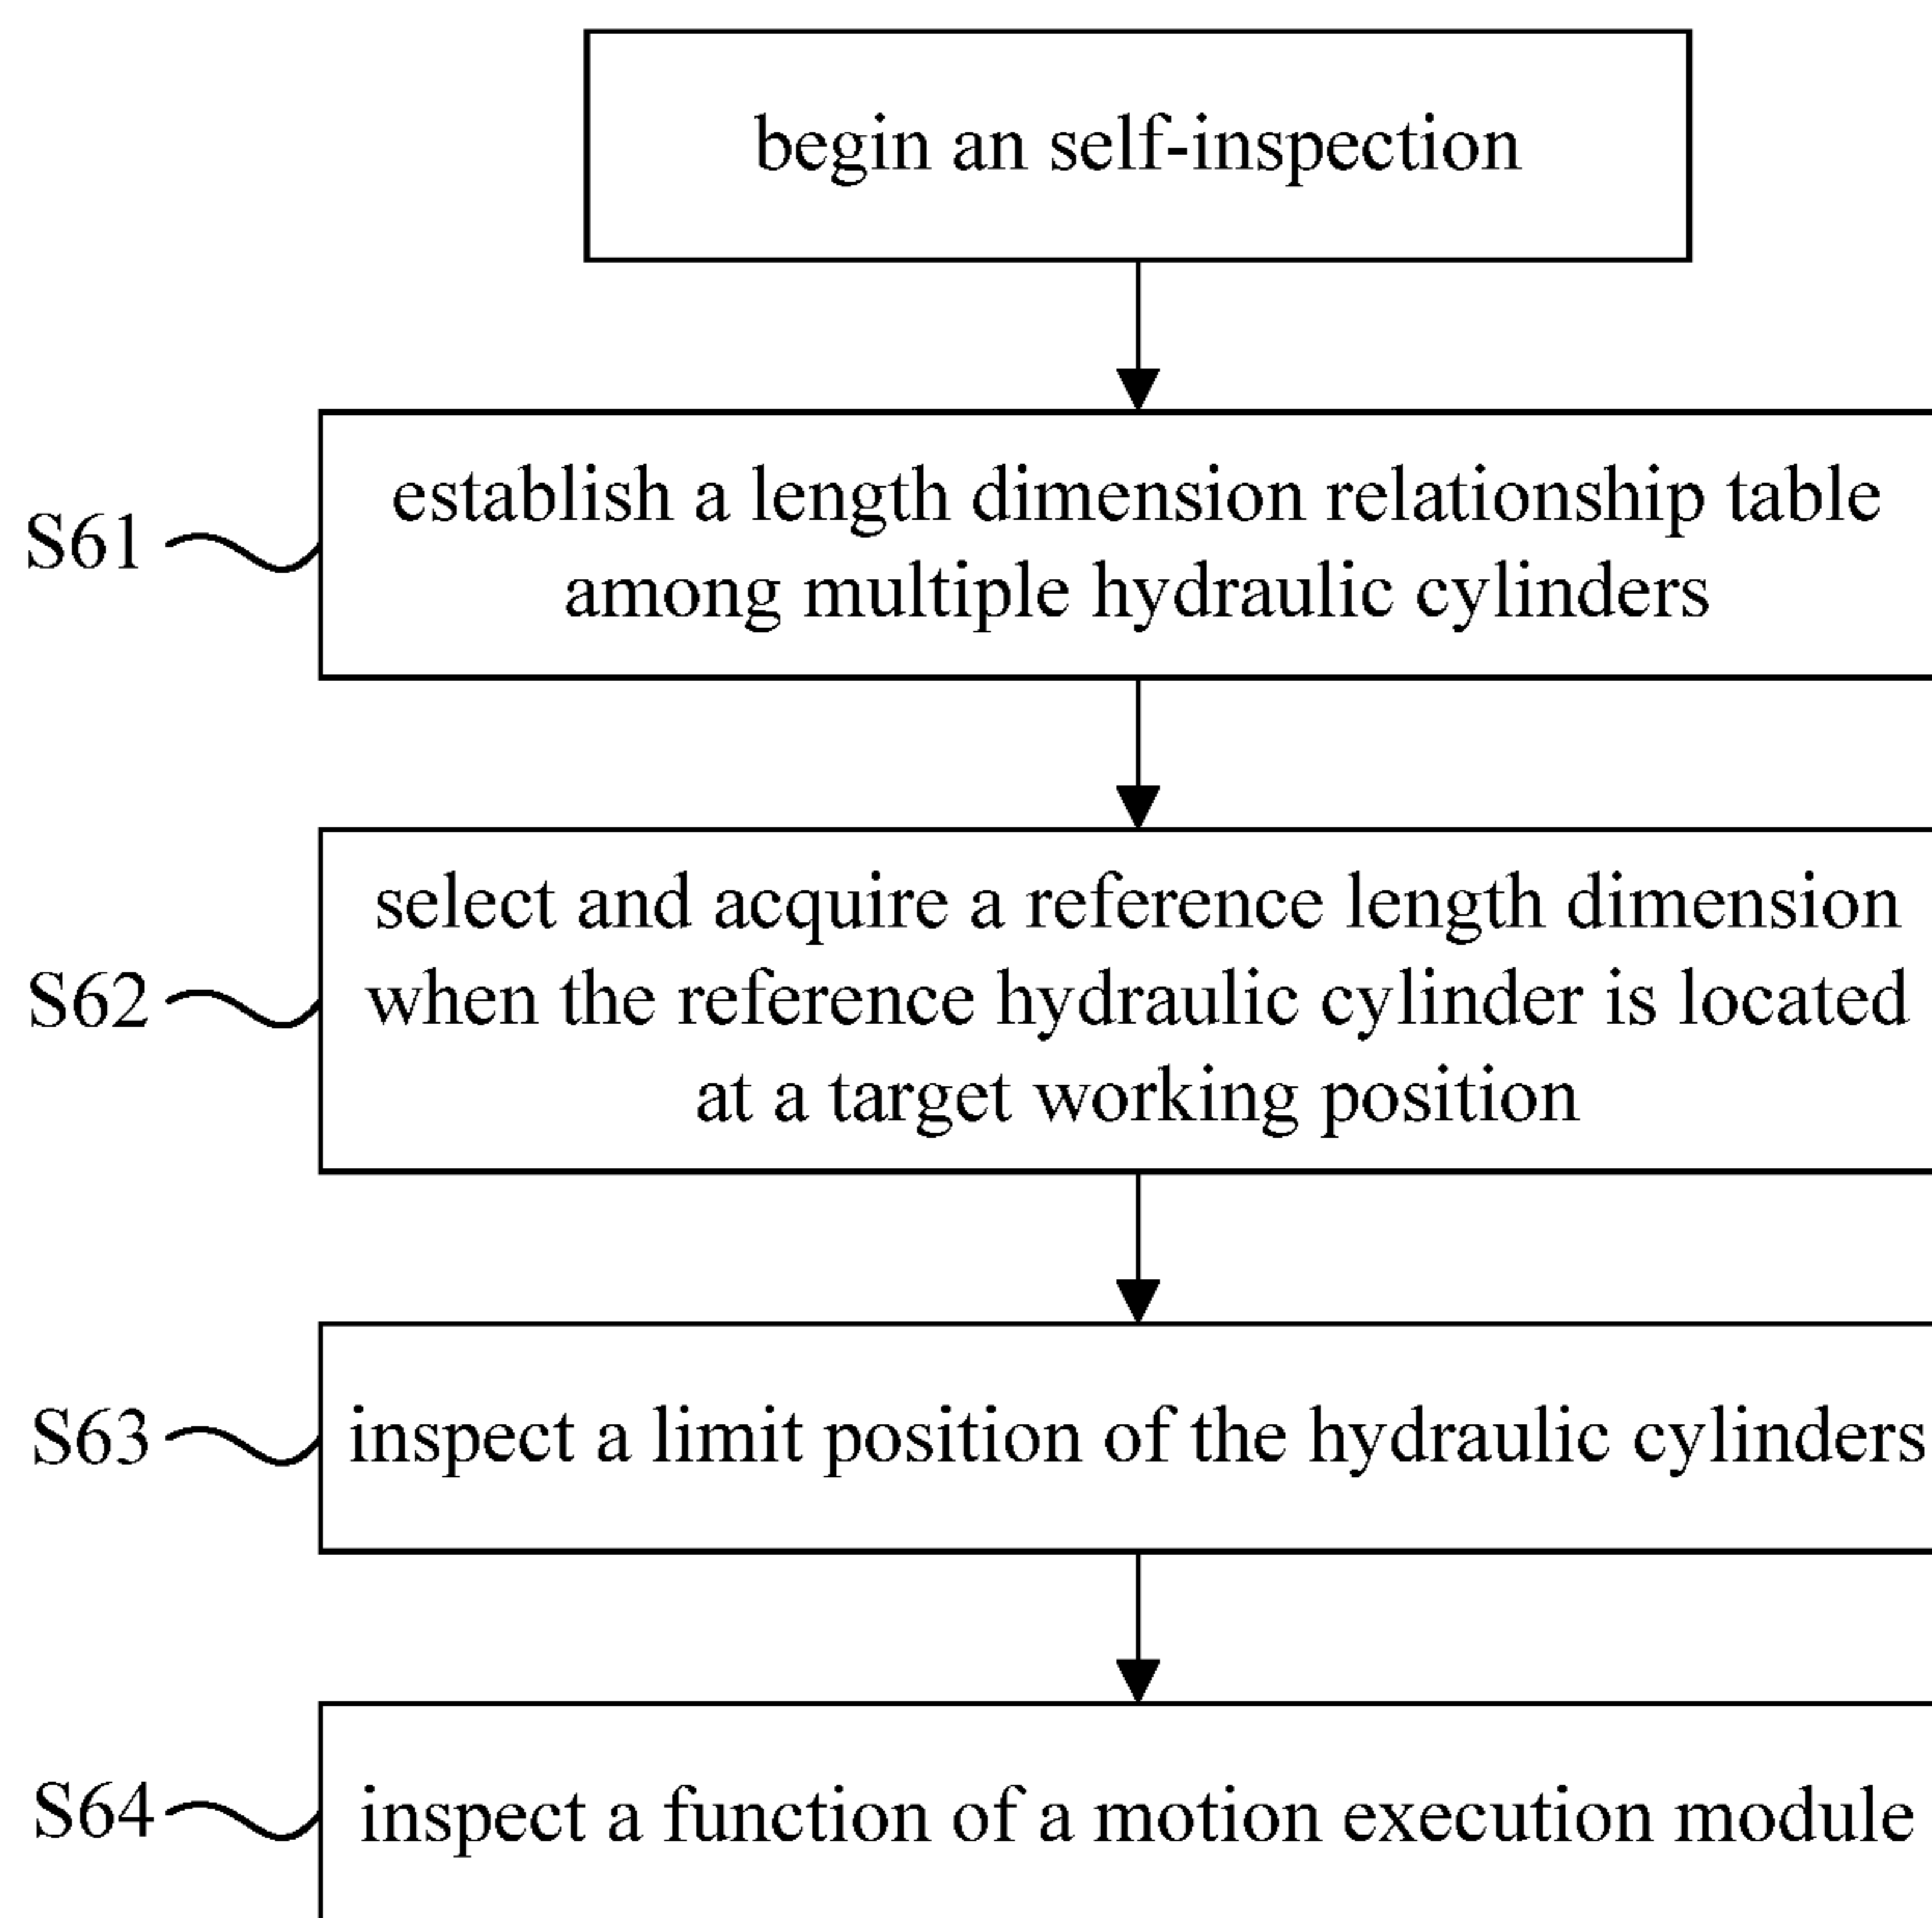 begin an self-inspection
S61
establish a length dimension relationship table
among multiple hydraulic cylinders
S62
select and acquire a reference length dimension
when the reference hydraulic cylinder is located
at a target working position
S63
inspect a limit position of the hydraulic cylinders
S64
inspect a function of a motion execution module